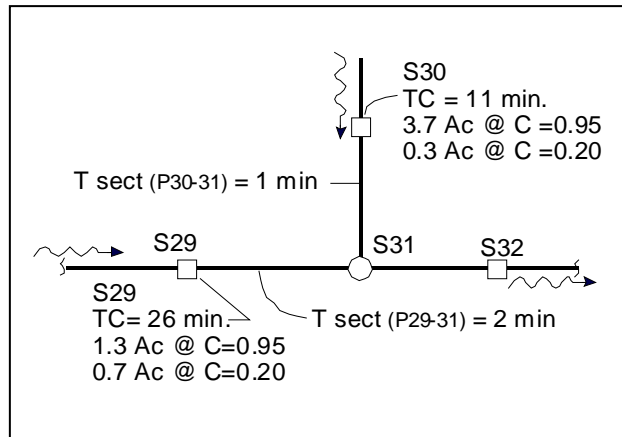 S30
TC = 11 min.
3.7 Ac @ C =0.95
0.3 Ac @ C =0.20
T sect (P30-31) = 1 min
S29
S31
S32
S29
TC= 26 min.
1.3 Ac @ C=0.95
0.7 Ac @ C=0.20
T sect (P29-31) = 2 min